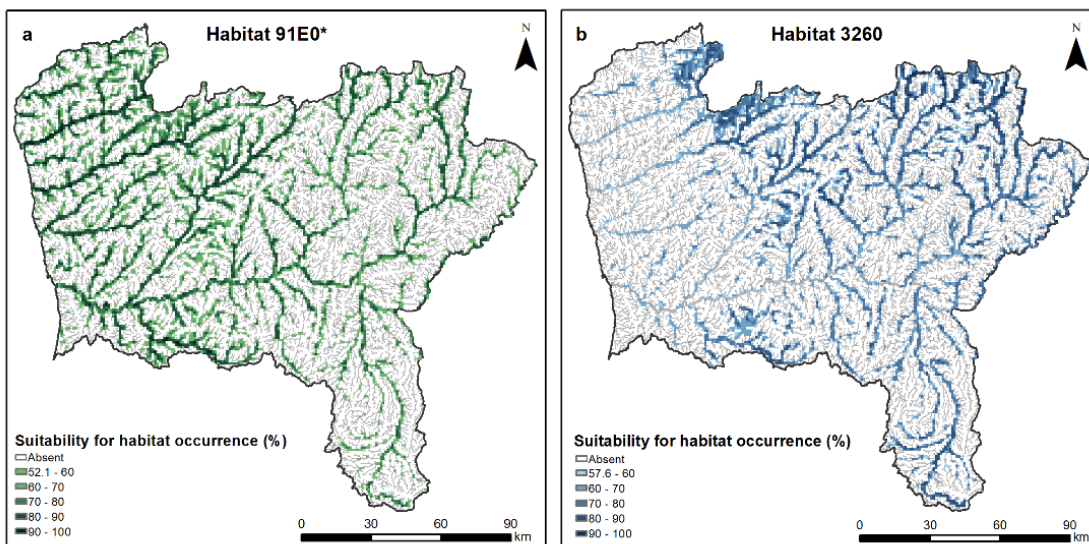 a
Habitat 91E0*
N
Suitability for habitat occurrence (%)
Absent
52.1 - 60
60 - 70
70 - 80
80 - 90
90 - 100
0 30 60 90
km
b
Habitat 3260
N
Suitability for habitat occurrence (%)
Absent
57.6 - 60
60 - 70
70 - 80
80 - 90
90 - 100
0 30 60 90
km